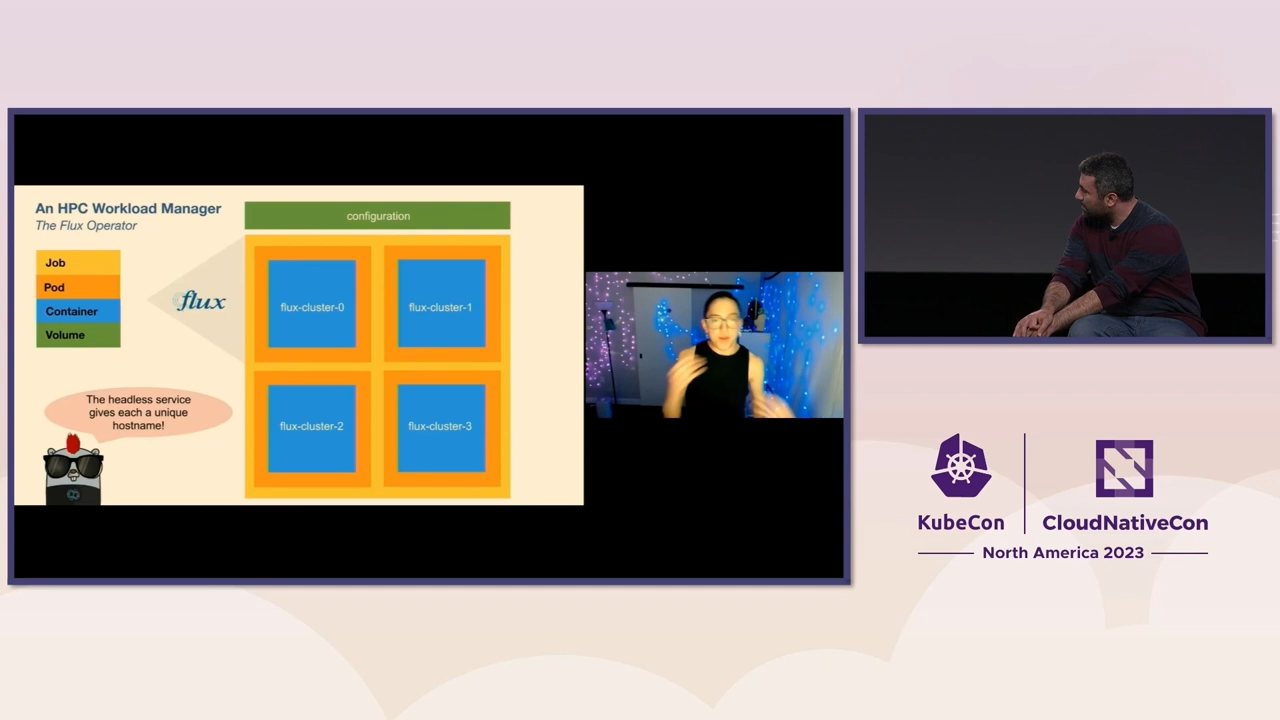 An HPC Workload Manager
The Flux Operator
Job
Pod
Container
Volume
flux
configuration
flux-cluster-0
flux-cluster-1
flux-cluster-2
flux-cluster-3
The headless service
gives each a unique
hostname!
KubeCon
CloudNativeCon
North America 2023